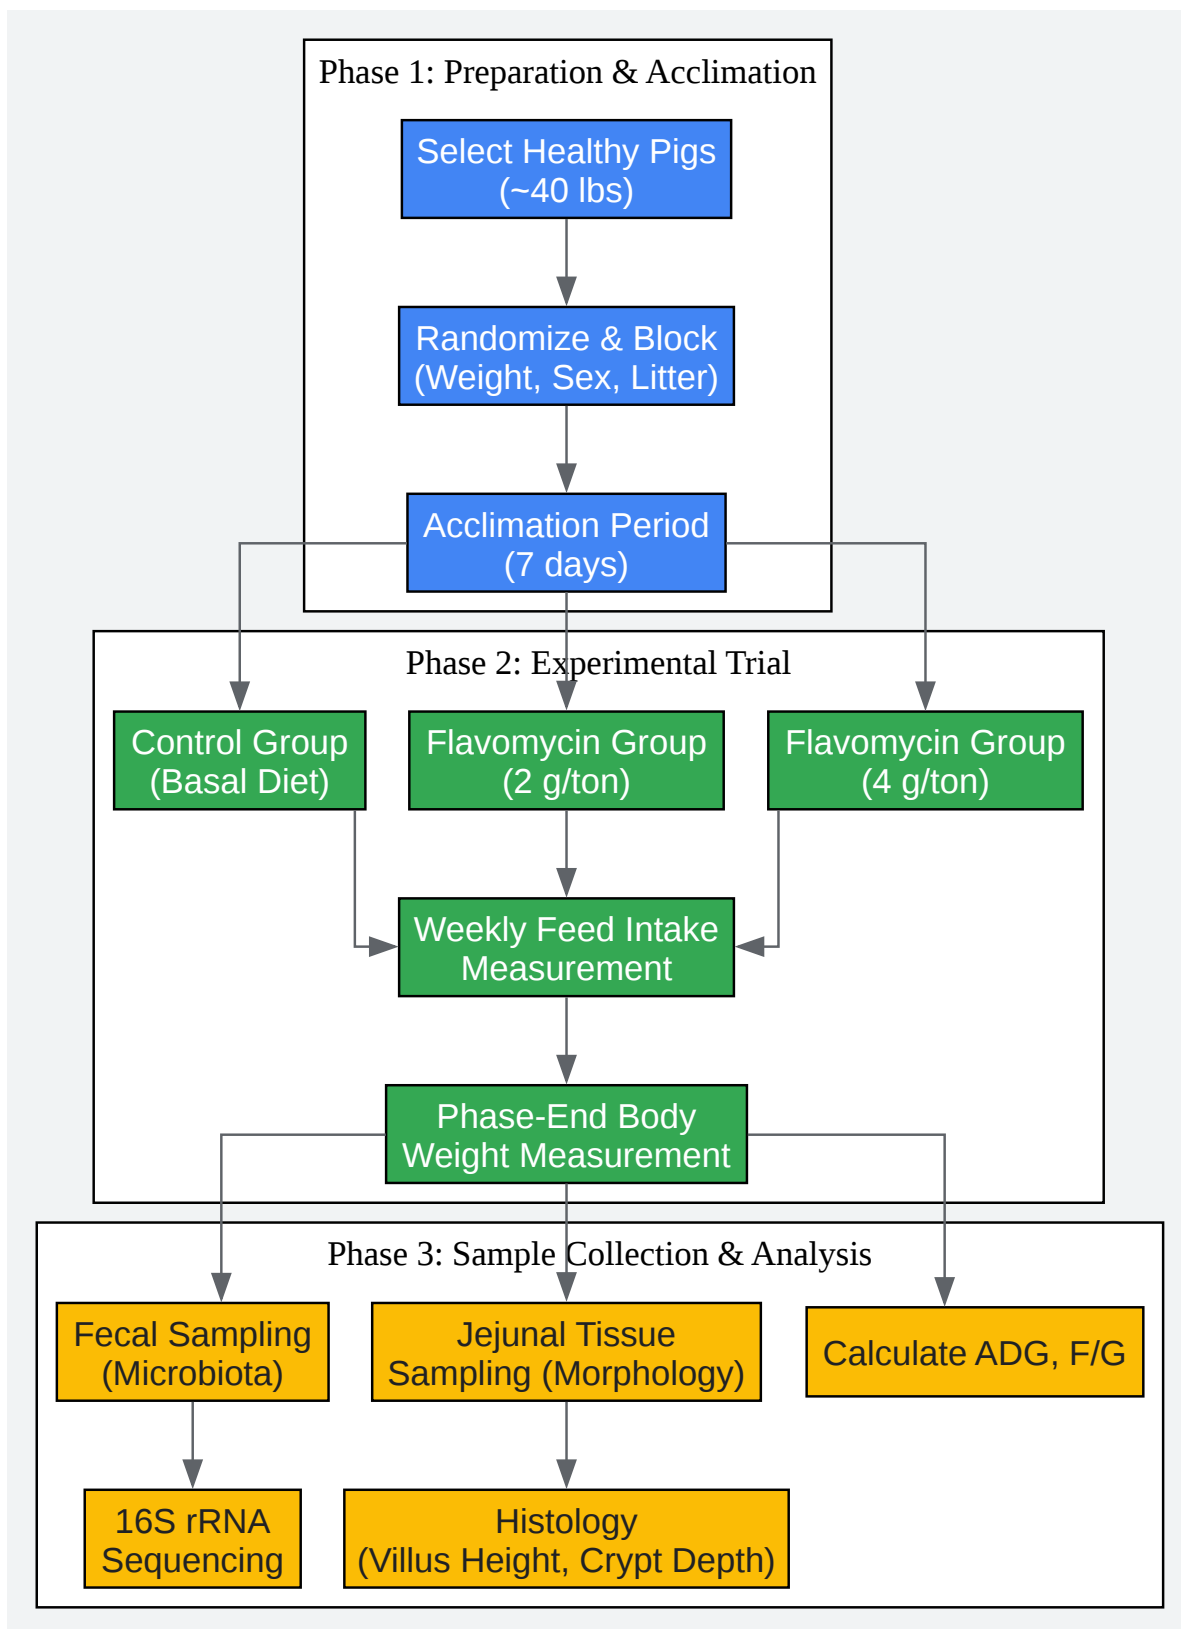 Phase 1: Preparation & Acclimation
Select Healthy Pigs
(~40 lbs)
Randomize & Block
(Weight, Sex, Litter)
Acclimation Period
(7 days)
Phase 2: Experimental Trial
Control Group
(Basal Diet)
Flavomycin Group
(2 g/ton)
Flavomycin Group
(4 g/ton)
Weekly Feed Intake
Measurement
Phase-End Body
Weight Measurement
Phase 3: Sample Collection & Analysis
Fecal Sampling
(Microbiota)
Jejunal Tissue
Sampling (Morphology)
Calculate ADG, F/G
16S rRNA
Sequencing
Histology
(Villus Height, Crypt Depth)